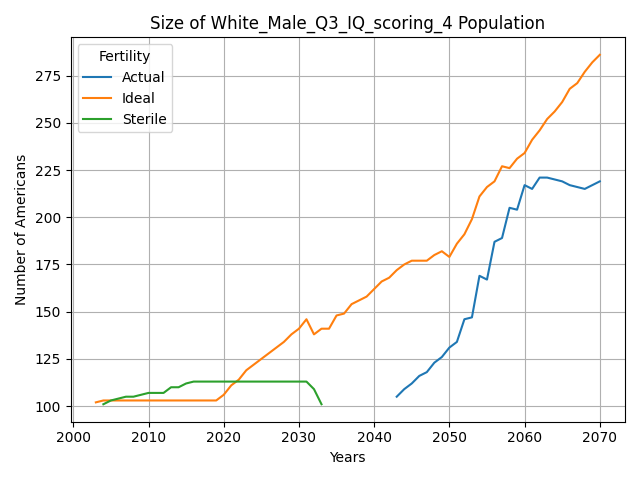 Size of White_Male_Q3_IQ_scoring_4 Population
Fertility
Actual
Ideal
Sterile
Number of Americans
275
250
225
200
175
150
125
100
2000 2010 2020 2030 2040 2050 2060 2070
Years